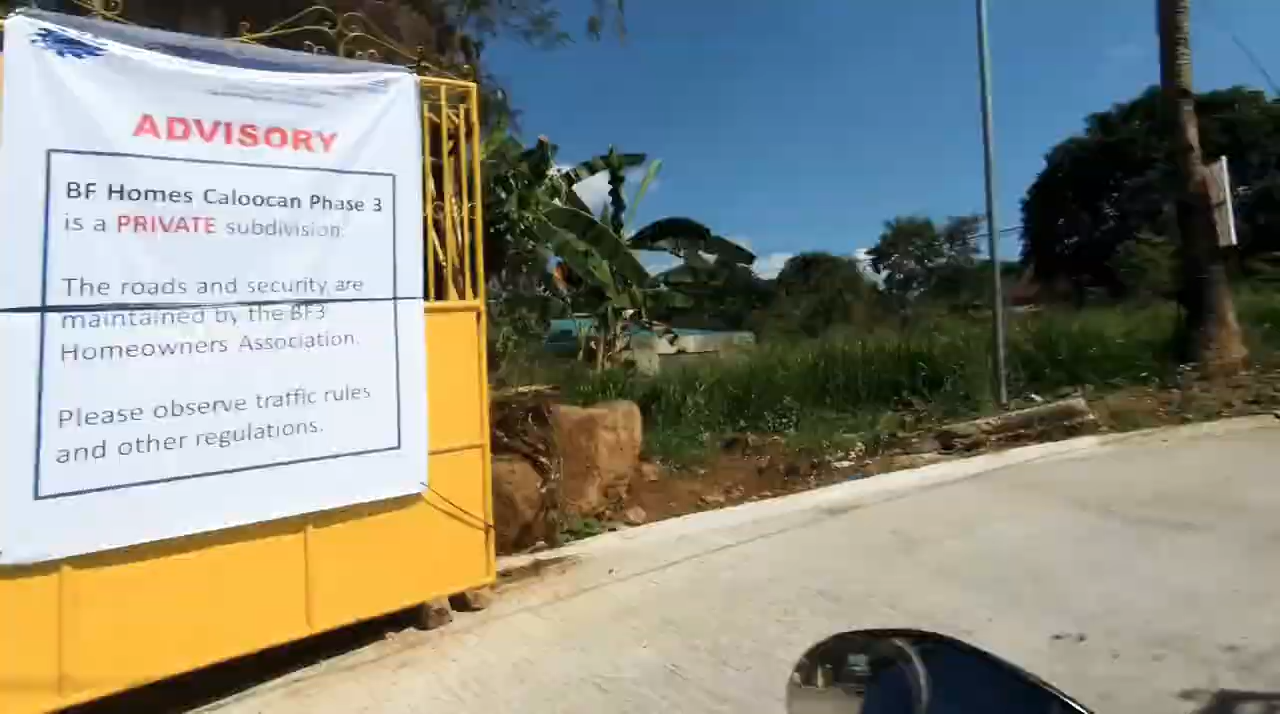 ADVISORY
BF Homes Caloocan Phase 3
is a PRIVATE subdivision.
The roads and security are
maintained by the BF3
Homeowners Association.
Please observe traffic rules
and other regulations.